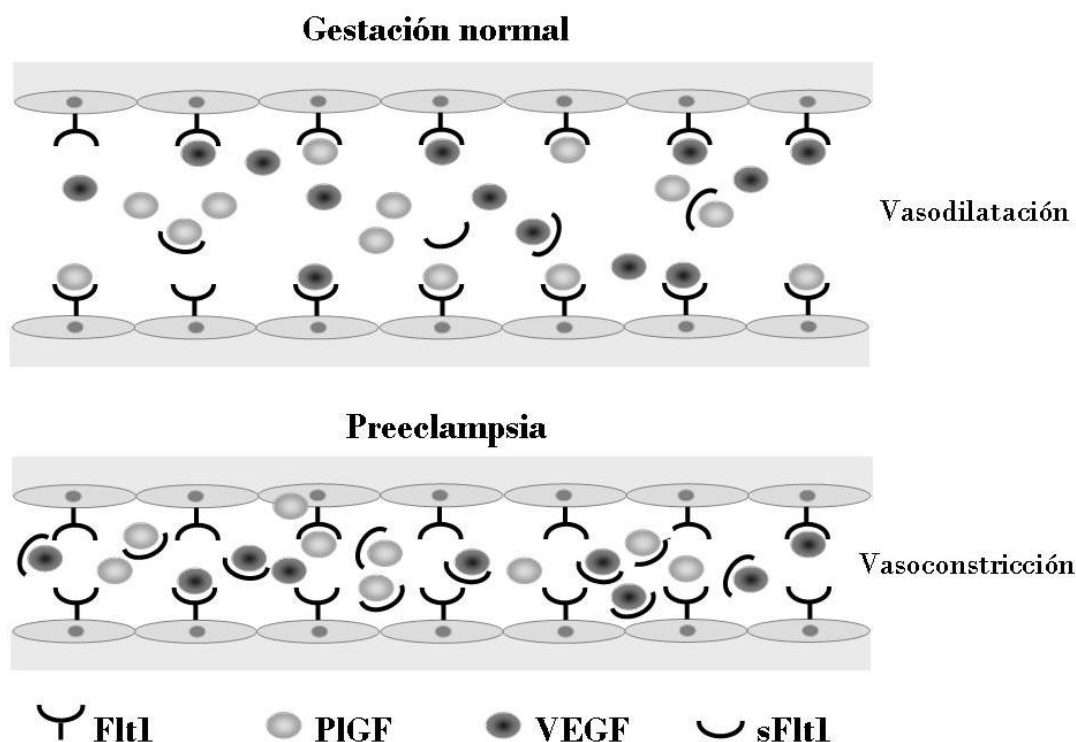 Gestación normal
Vasodilatación
Preeclampsia
Vasoconstricción
Flt1 PlGF VEGF sFlt1